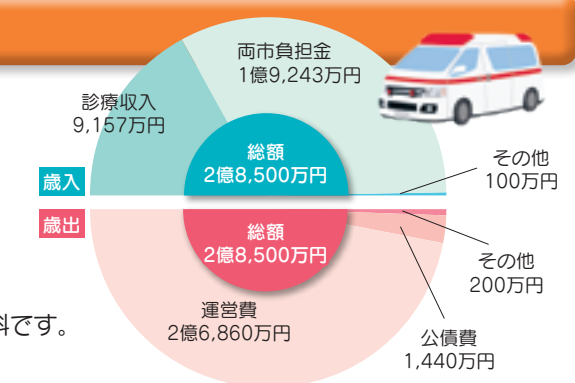 両市負担金
1億9,243万円
診療収入
9,157万円
総額
2億8,500万円
その他
100万円
歳入
歳出
総額
2億8,500万円
その他
200万円
運営費
2億6,860万円
公債費
1,440万円
料です。